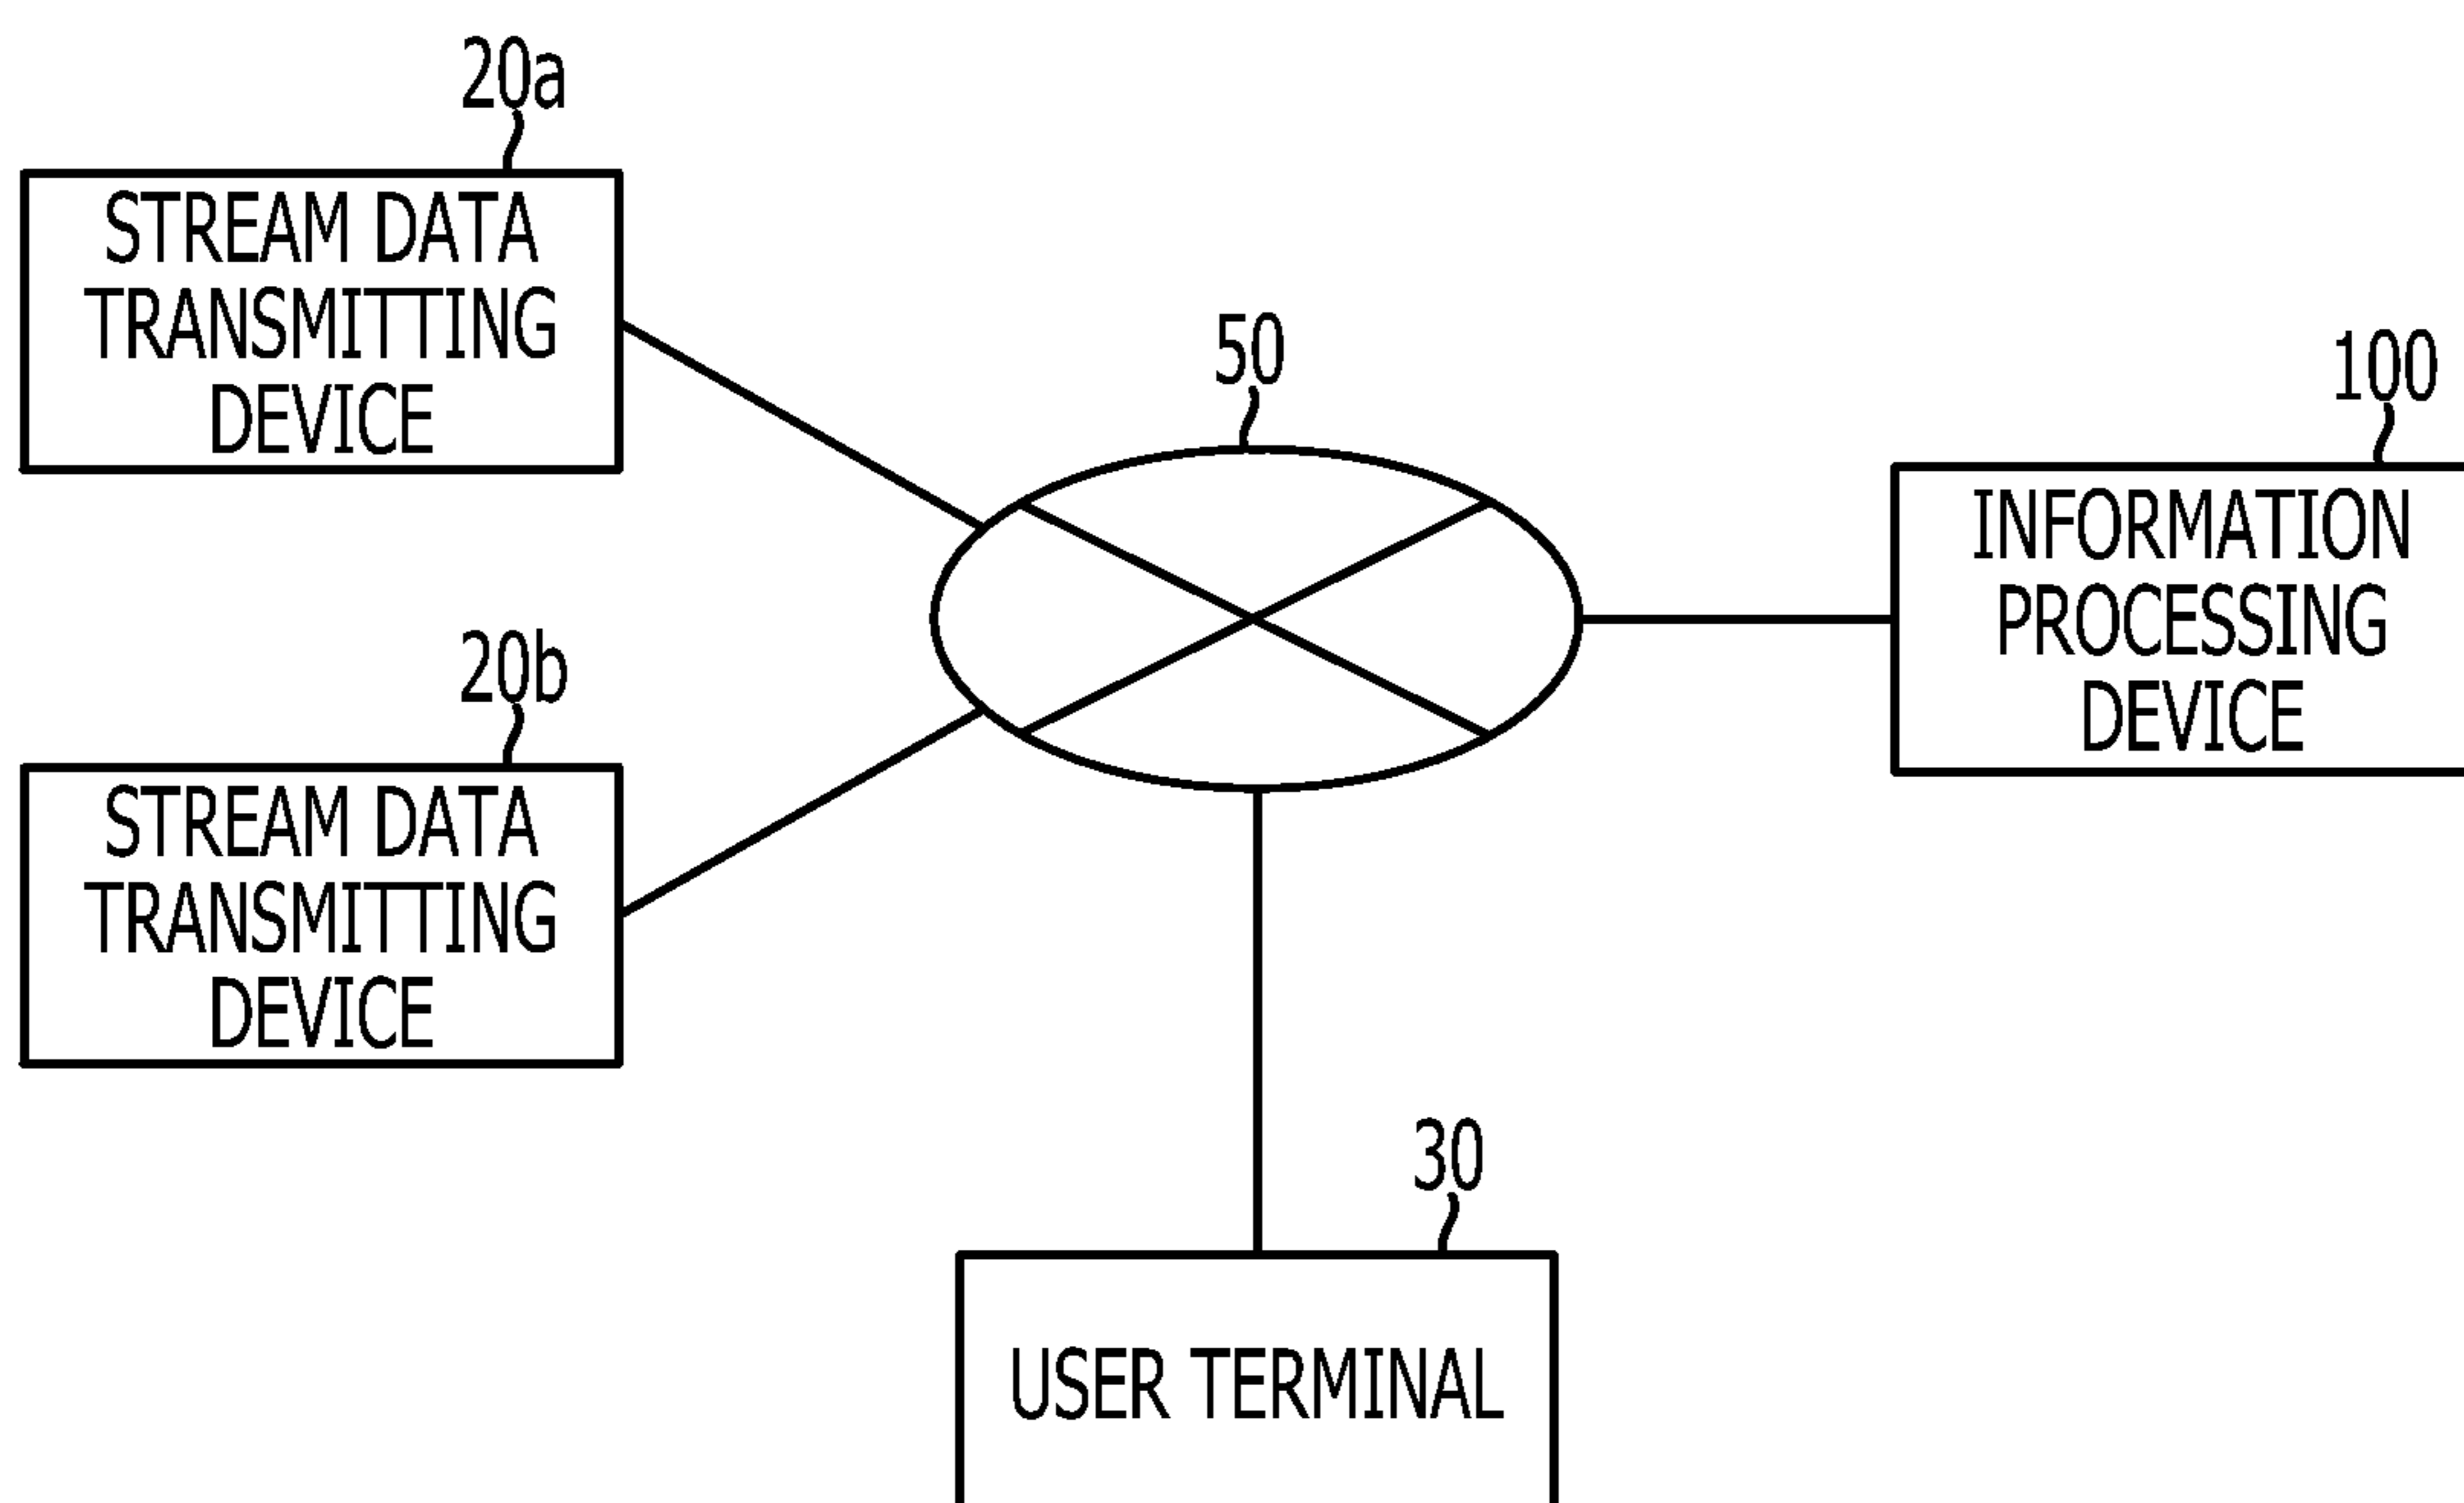 20a
STREAM DATA
TRANSMITTING
DEVICE
50
100
INFORMATION
PROCESSING
DEVICE
20b
STREAM DATA
TRANSMITTING
DEVICE
30
USER TERMINAL